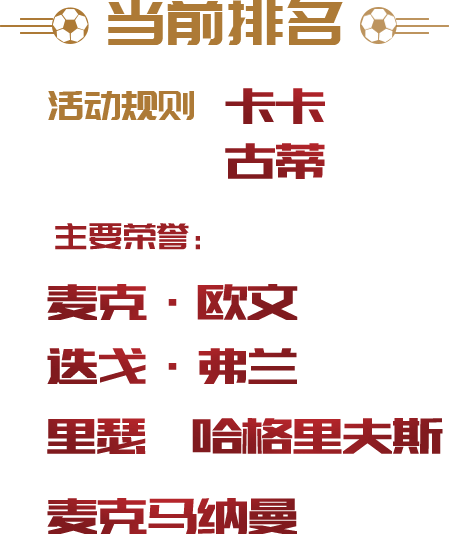 当前排名
活动规则 卡卡
古蒂
主要荣誉：
麦克·欧文
迭戈·弗兰
里瑟 哈格里夫斯
麦克马纳曼